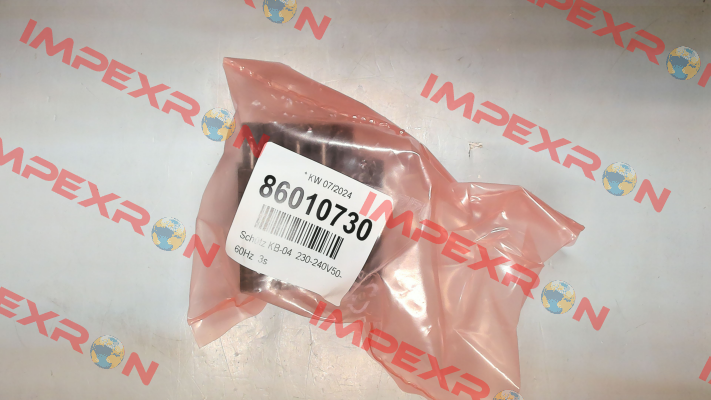 * KW 07/2024
86010730
Schütz KB-04 230-240V50-
60Hz 3s
IMPEXRON
IMPEXRON
IMPEXRON
IMPEXRON
IMPEXRON
IMPEXRON
IMPEXRON